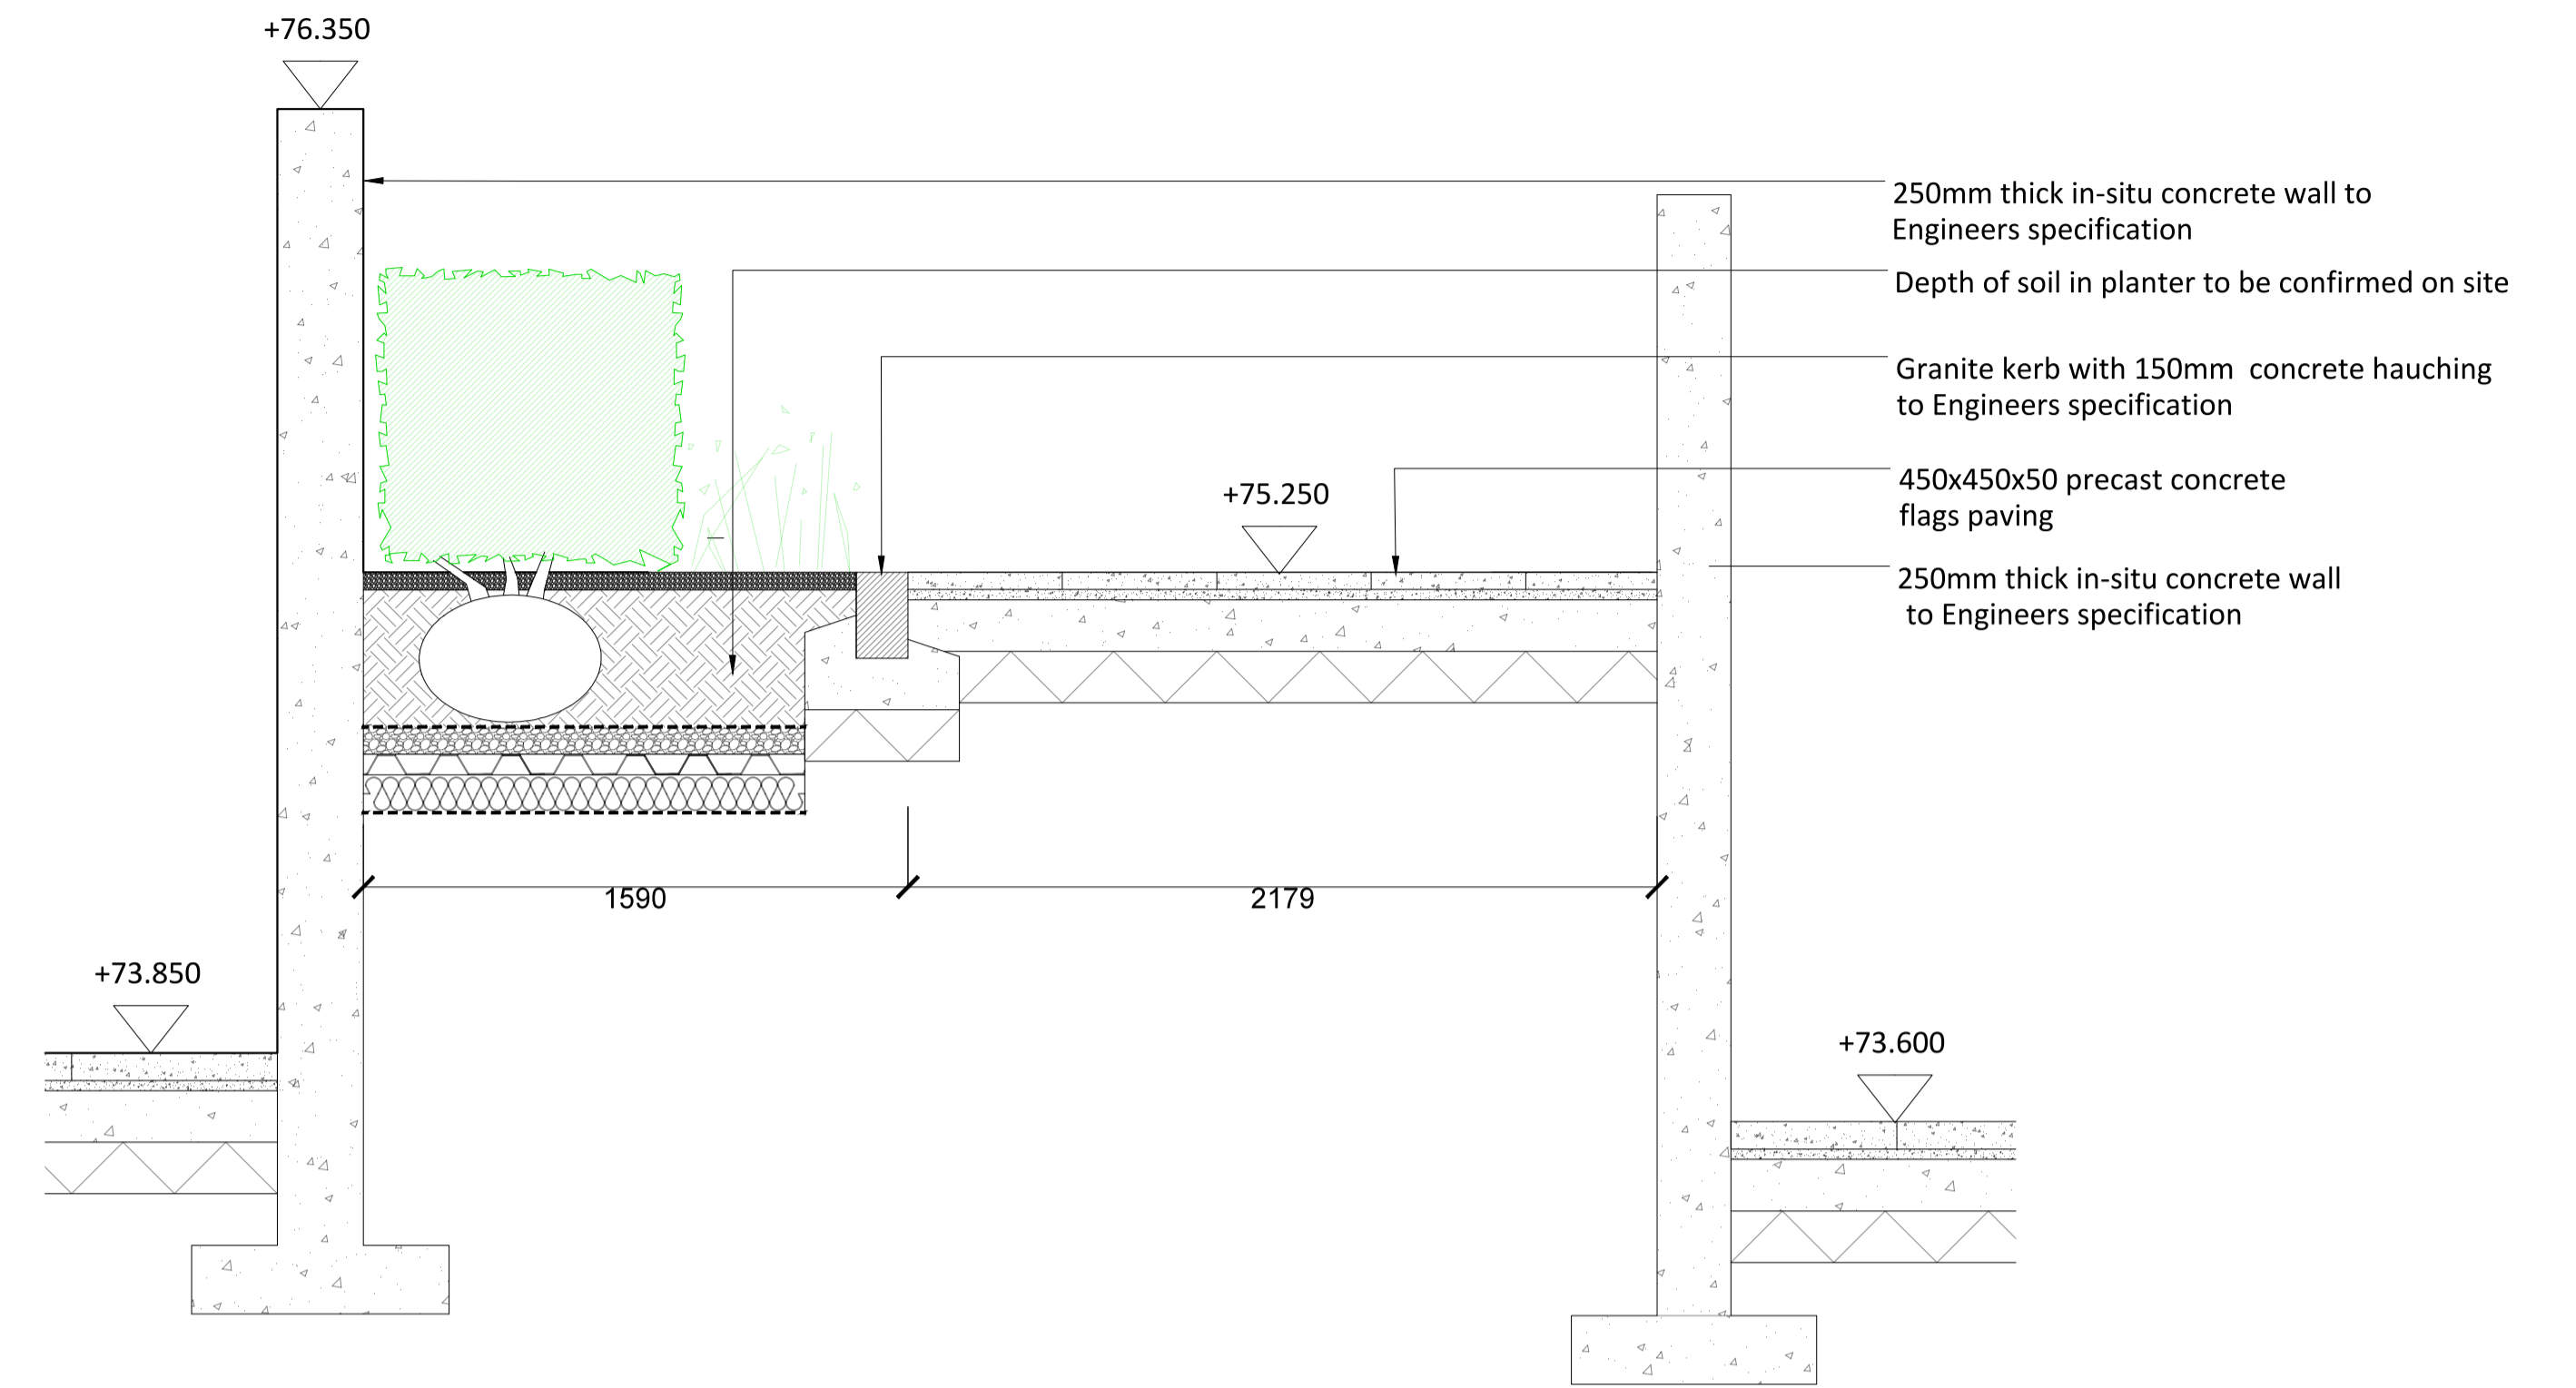 +76.350
250mm thick in-situ concrete wall to
Engineers specification
Depth of soil in planter to be confirmed on site
Granite kerb with 150mm  concrete hauching
to Engineers specification
+75.250
450x450x50 precast concrete
flags paving
250mm thick in-situ concrete wall
to Engineers specification
1590
2179
+73.850
+73.600